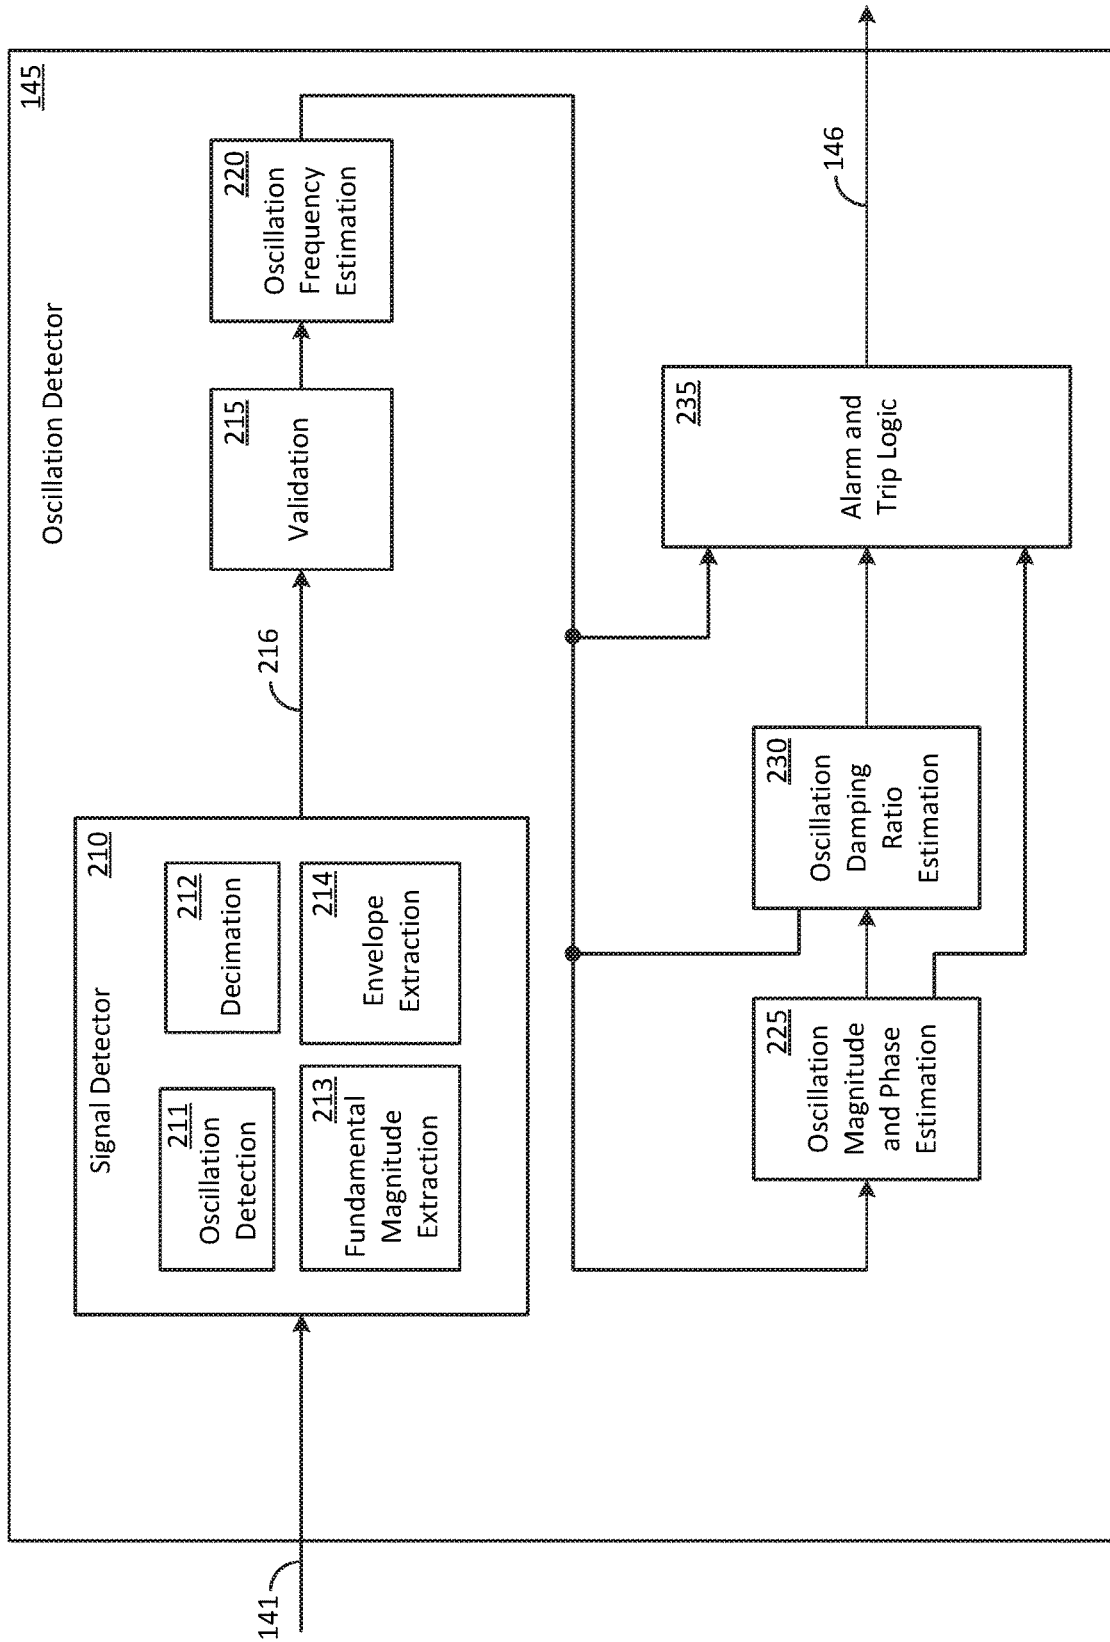 145
Oscillation Detector
Signal Detector
210
211
Oscillation
Detection
212
Decimation
213
Fundamental
Magnitude
Extraction
214
Envelope
Extraction
141
216
215
Validation
220
Oscillation
Frequency
Estimation
225
Oscillation
Magnitude
and Phase
Estimation
230
Oscillation
Damping
Ratio
Estimation
235
Alarm and
Trip Logic
146